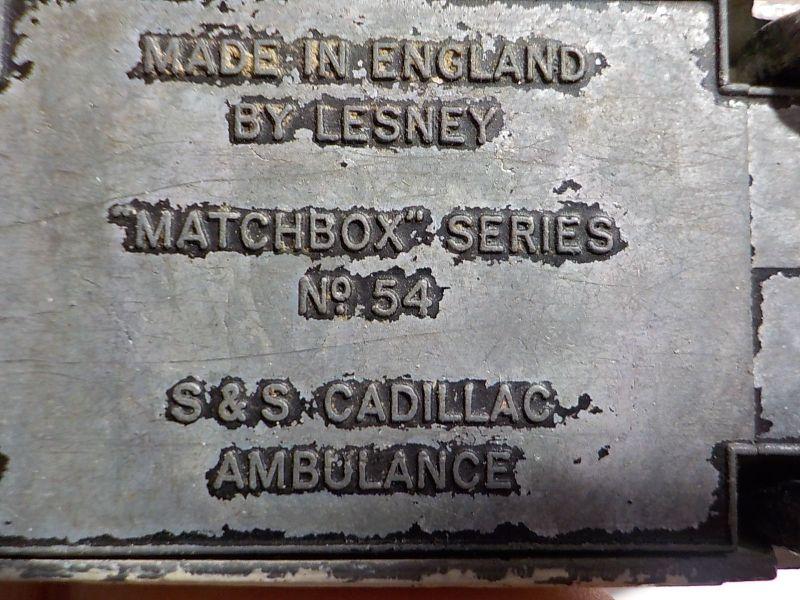 MADE IN ENGLAND
BY LESNEY
"MATCHBOX" SERIES
Nº 54
S & S CADILLAC
AMBULANCE